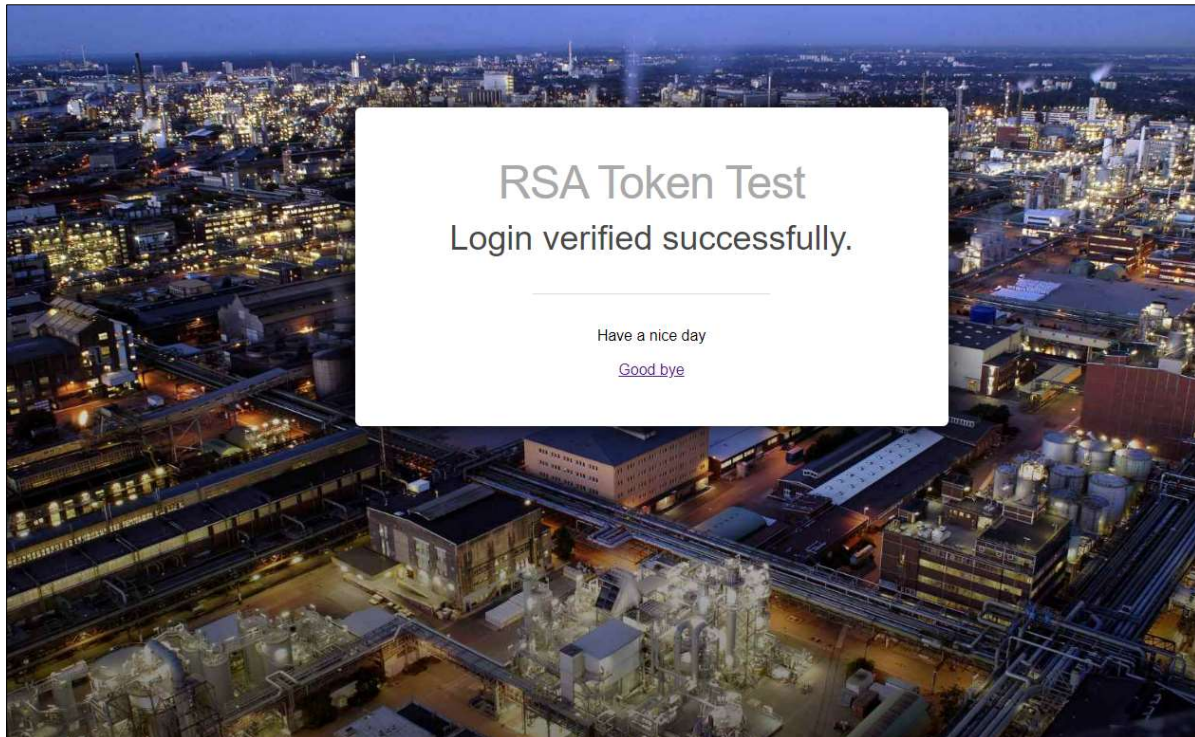 RSA Token Test
Login verified successfully.
Have a nice day
Good bye